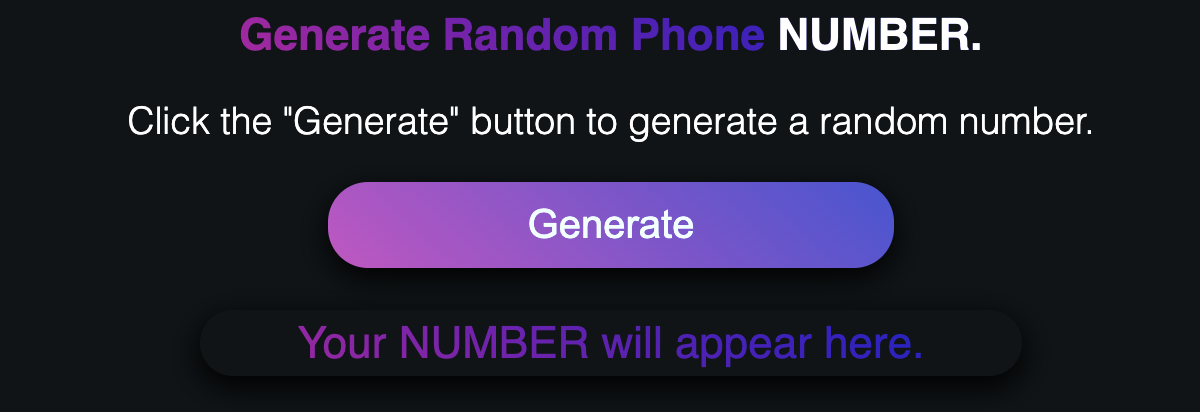 Generate Random Phone NUMBER.
Click the "Generate" button to generate a random number.
Generate
Your NUMBER will appear here.